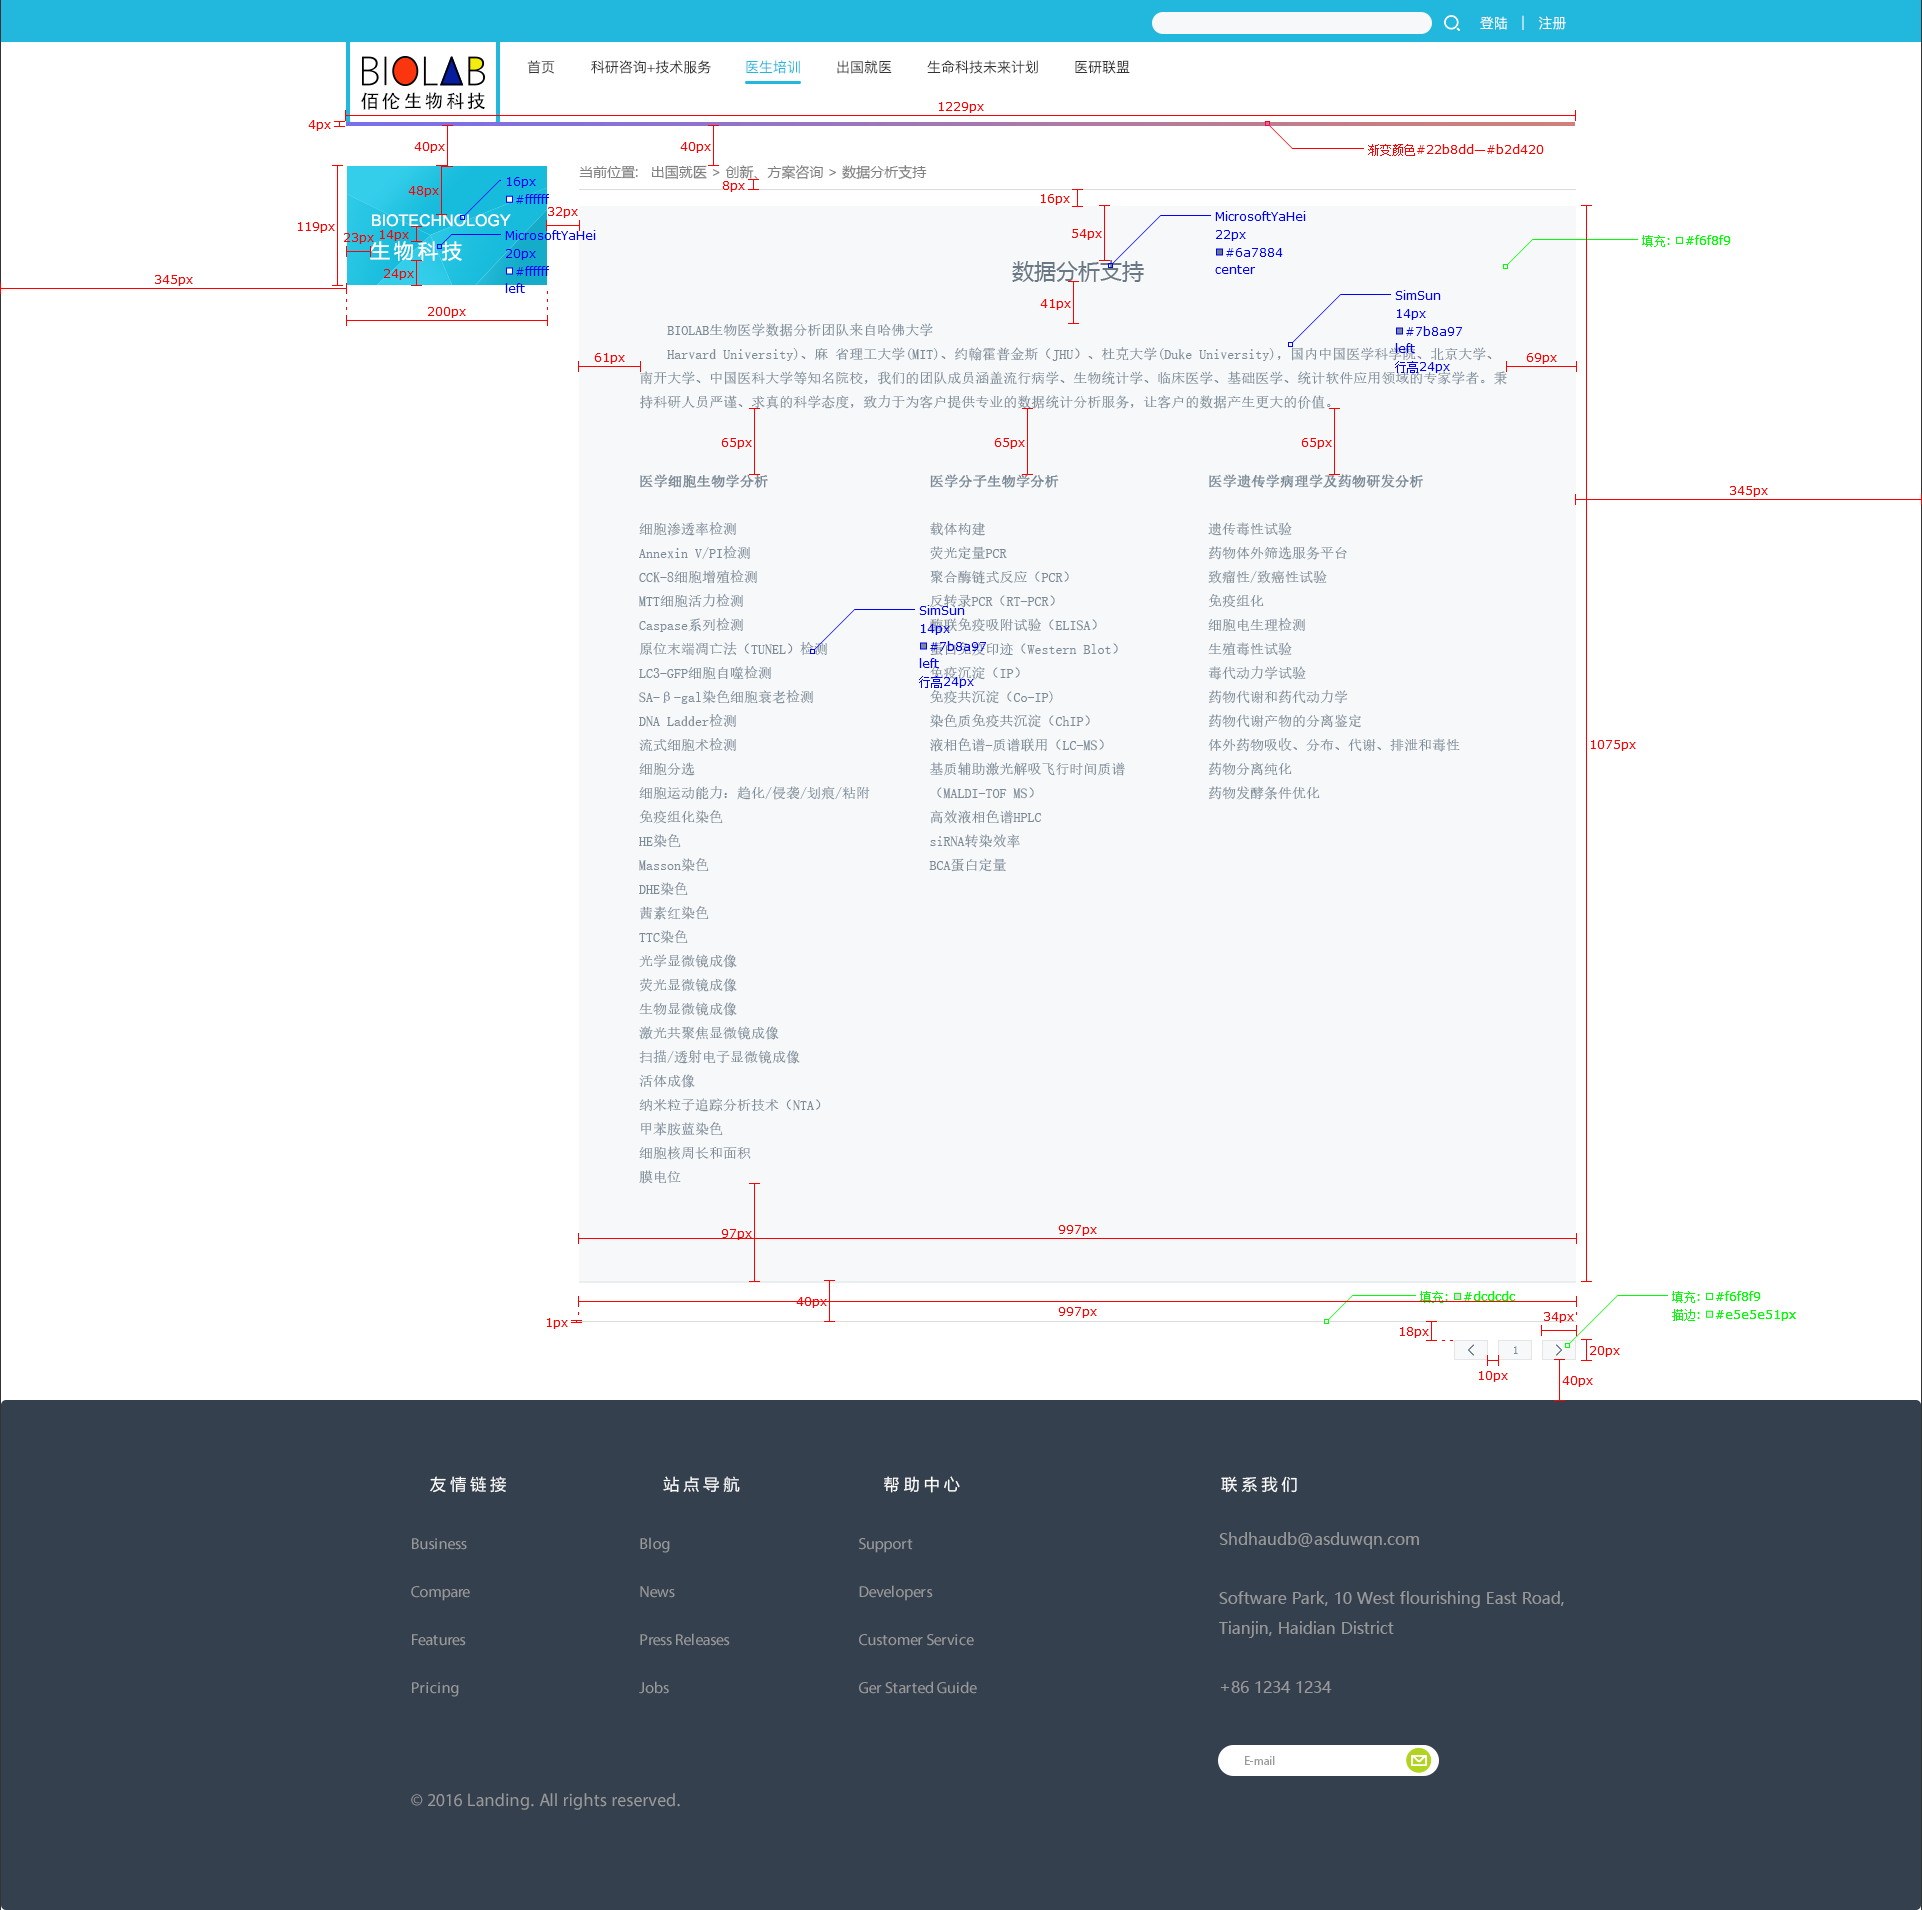 登陆 | 注册
BIOLAB
佰伦生物科技
首页 科研咨询+技术服务 医生培训 出国就医 生命科技未来计划 医研联盟
1229px
4px
40px
40px
渐变颜色#22b8dd—#b2d420
当前位置: 出国就医 > 创新、方案咨询 > 数据分析支持
8px
16px
119px
48px
16px
#ffffff
32px
BIOTECHNOLOGY
23px
14px
生物科技
24px
MicrosoftYaHei
20px
#ffffff
left
345px
200px
54px
MicrosoftYaHei
22px
#6a7884
center
填充: #f6f8f9
数据分析支持
41px
SimSun
14px
#7b8a97
left
行高24px
61px
69px
BIOLAB生物医学数据分析团队来自哈佛大学
Harvard University)、麻 省理工大学(MIT)、约翰霍普金斯（JHU）、杜克大学(Duke University)，国内中国医学科学院、北京大学、
南开大学、中国医科大学等知名院校，我们的团队成员涵盖流行病学、生物统计学、临床医学、基础医学、统计软件应用领域的专家学者。秉
持科研人员严谨、求真的科学态度，致力于为客户提供专业的数据统计分析服务，让客户的数据产生更大的价值。
65px
65px
65px
医学细胞生物学分析
细胞渗透率检测
Annexin V/PI检测
CCK-8细胞增殖检测
MTT细胞活力检测
Caspase系列检测
原位末端凋亡法（TUNEL）检测
LC3-GFP细胞自噬检测
SA-β-gal染色细胞衰老检测
DNA Ladder检测
流式细胞术检测
细胞分选
细胞运动能力：趋化/侵袭/划痕/粘附
免疫组化染色
HE染色
Masson染色
DHE染色
茜素红染色
TTC染色
光学显微镜成像
荧光显微镜成像
生物显微镜成像
激光共聚焦显微镜成像
扫描/透射电子显微镜成像
活体成像
纳米粒子追踪分析技术（NTA）
甲苯胺蓝染色
细胞核周长和面积
膜电位
SimSun
14px
#7b8a97
left
行高24px
医学分子生物学分析
载体构建
荧光定量PCR
聚合酶链式反应（PCR）
反转录PCR（RT-PCR）
酶联免疫吸附试验（ELISA）
蛋白免疫印迹（Western Blot）
免疫沉淀（IP）
免疫共沉淀（Co-IP）
染色质免疫共沉淀（ChIP）
液相色谱-质谱联用（LC-MS）
基质辅助激光解吸飞行时间质谱
（MALDI-TOF MS）
高效液相色谱HPLC
siRNA转染效率
BCA蛋白定量
医学遗传学病理学及药物研发分析
遗传毒性试验
药物体外筛选服务平台
致瘤性/致癌性试验
免疫组化
细胞电生理检测
生殖毒性试验
毒代动力学试验
药物代谢和药代动力学
药物代谢产物的分离鉴定
体外药物吸收、分布、代谢、排泄和毒性
药物分离纯化
药物发酵条件优化
345px
1075px
97px
997px
40px
997px
1px
填充: #dcdcdc
填充: #f6f8f9
描边: #e5e5e51px
34px
18px
1
20px
10px
40px
友情链接
Business
Compare
Features
Pricing
站点导航
Blog
News
Press Releases
Jobs
帮助中心
Support
Developers
Customer Service
Ger Started Guide
联系我们
Shdhaudb@asduwqn.com
Software Park, 10 West flourishing East Road,
Tianjin, Haidian District
+86 1234 1234
E-mail
© 2016 Landing. All rights reserved.